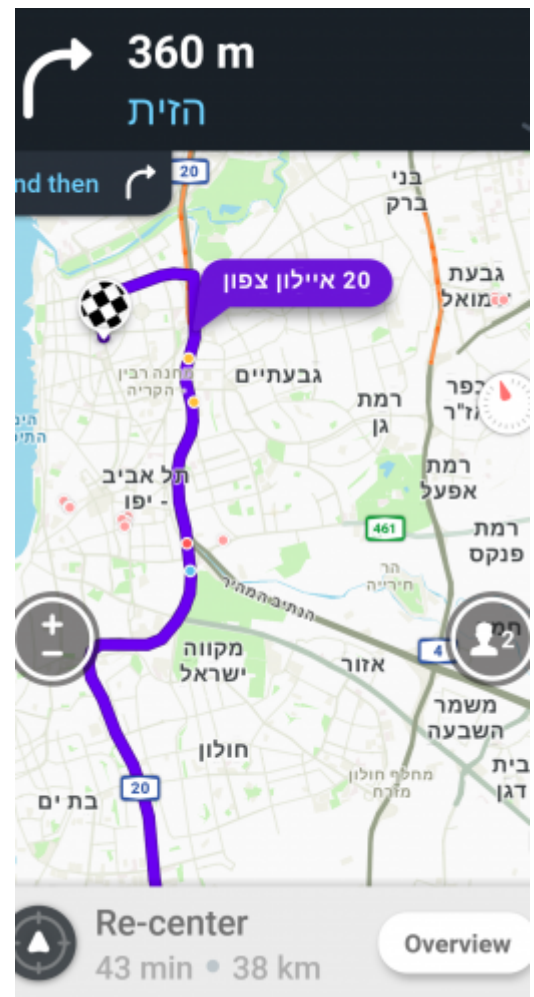 360 m
הזית
nd then
20
בני
ברק
20 איילון צפון
גבעת
שמואל
מחנה רבין
הקריה
גבעתיים
רמת
גן
כפר
אז"ר
תל אביב
- יפו
רמת
אפעל
461
רמת
פנקס
הר
חירייה
הנתיב המהיר
+
−
2
מקווה
ישראל
אזור
4
משמר
השבעה
חולון
מחלף חולון
מזרח
בית
דגן
20
בת ים
Re-center
43 min • 38 km
Overview